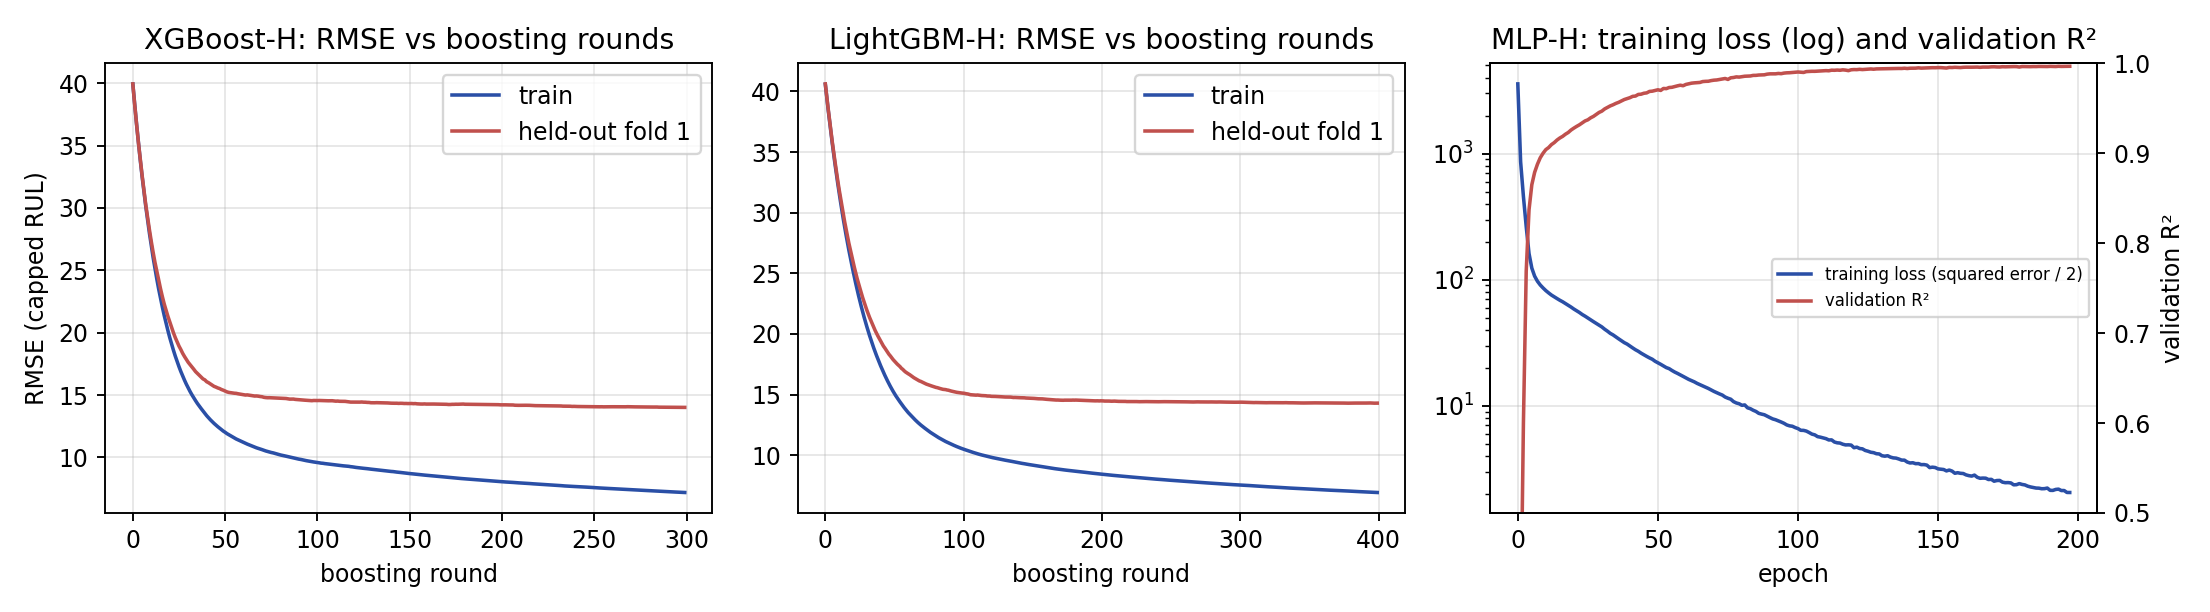 XGBoost-H: RMSE vs boosting rounds
RMSE (capped RUL)
40
35
30
25
20
15
10
train
held-out fold 1
0 50 100 150 200 250 300
boosting round
LightGBM-H: RMSE vs boosting rounds
40
35
30
25
20
15
10
train
held-out fold 1
0 100 200 300 400
boosting round
MLP-H: training loss (log) and validation R²
10³
10²
10¹
training loss (squared error / 2)
validation R²
1.0
0.9
0.8
0.7
0.6
0.5
validation R²
0 50 100 150 200
epoch